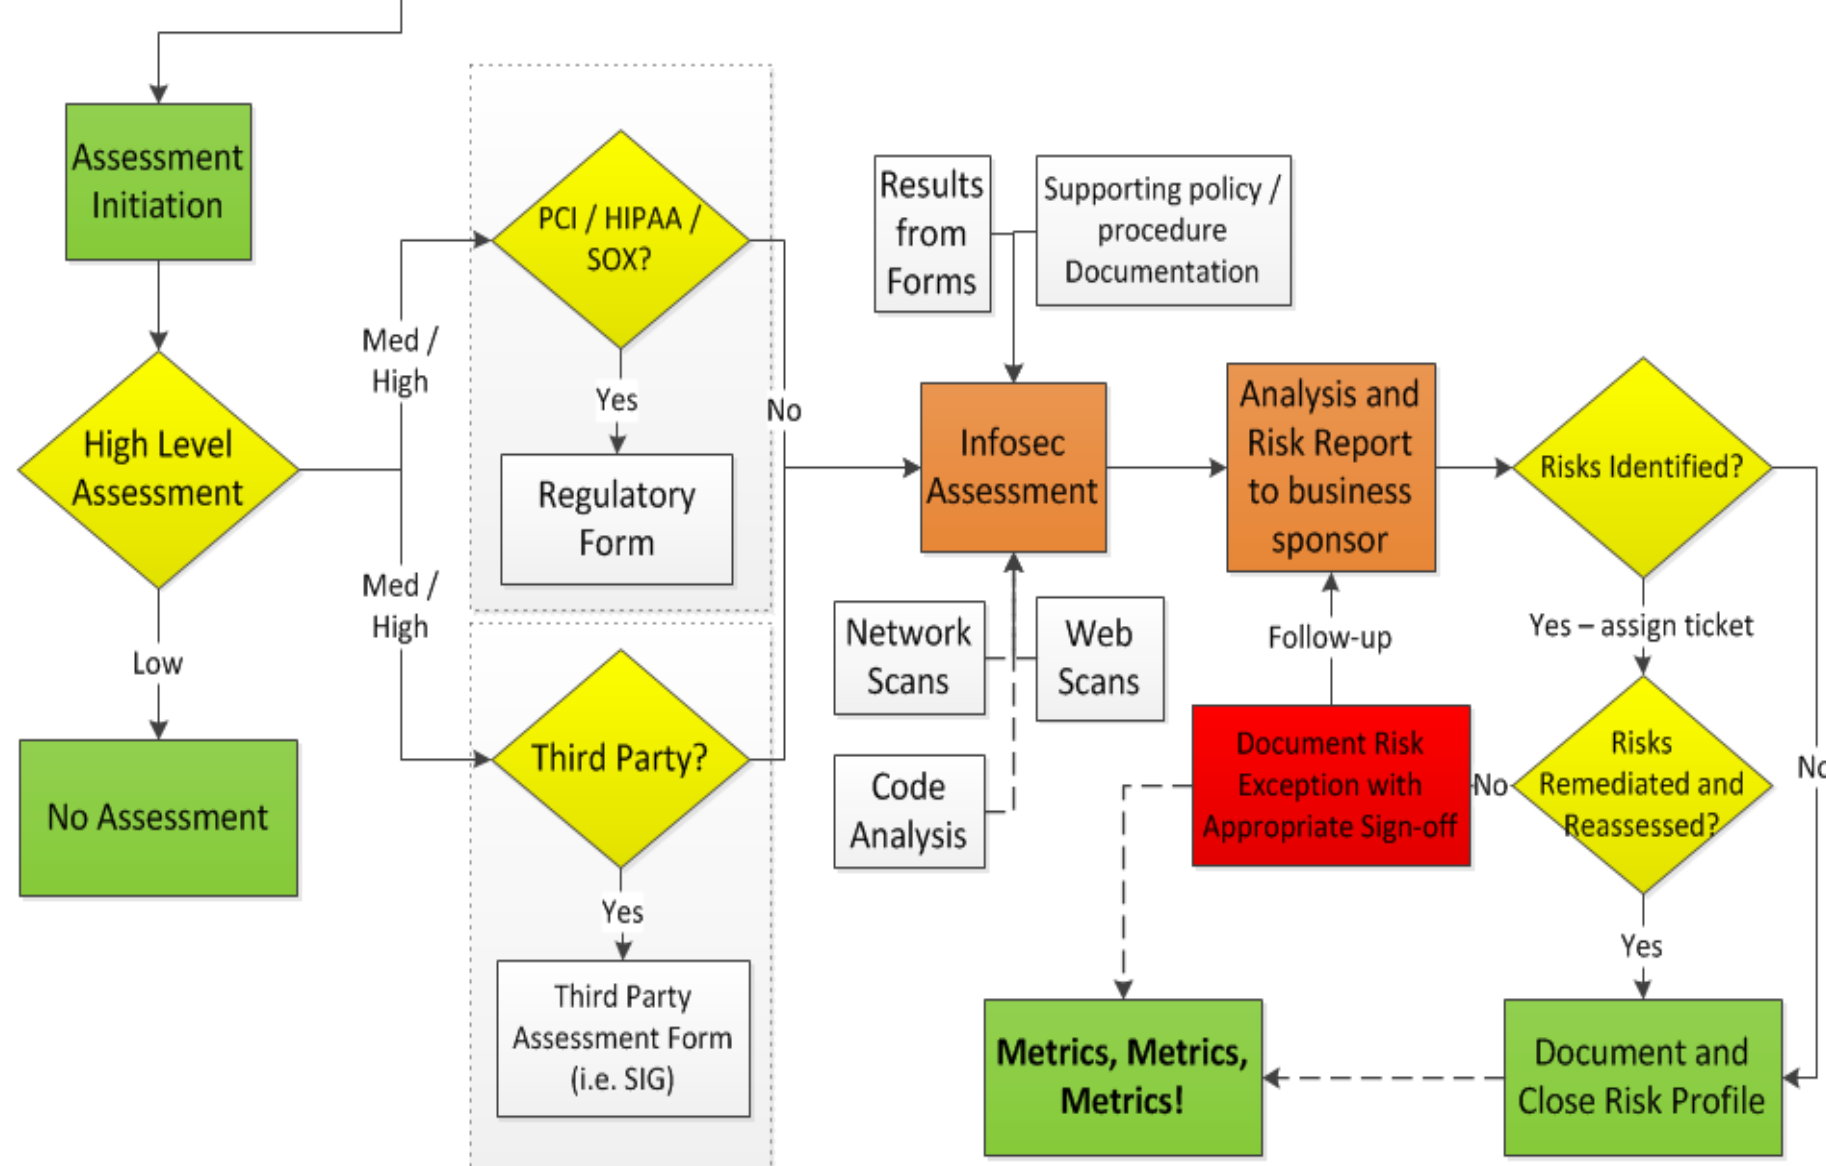 Assessment
Initiation
High Level
Assessment
Low
No Assessment
Med /
High
Med /
High
PCI / HIPAA /
SOX?
Yes
Regulatory
Form
No
Third Party?
Yes
Third Party
Assessment Form
(i.e. SIG)
Results
from
Forms
Supporting policy /
procedure
Documentation
Infosec
Assessment
Network
Scans
Web
Scans
Code
Analysis
Analysis and
Risk Report
to business
sponsor
Follow-up
Document Risk
Exception with
Appropriate Sign-off
Risks Identified?
Yes – assign ticket
No
Risks
Remediated and
Reassessed?
No
Yes
Metrics, Metrics,
Metrics!
Document and
Close Risk Profile